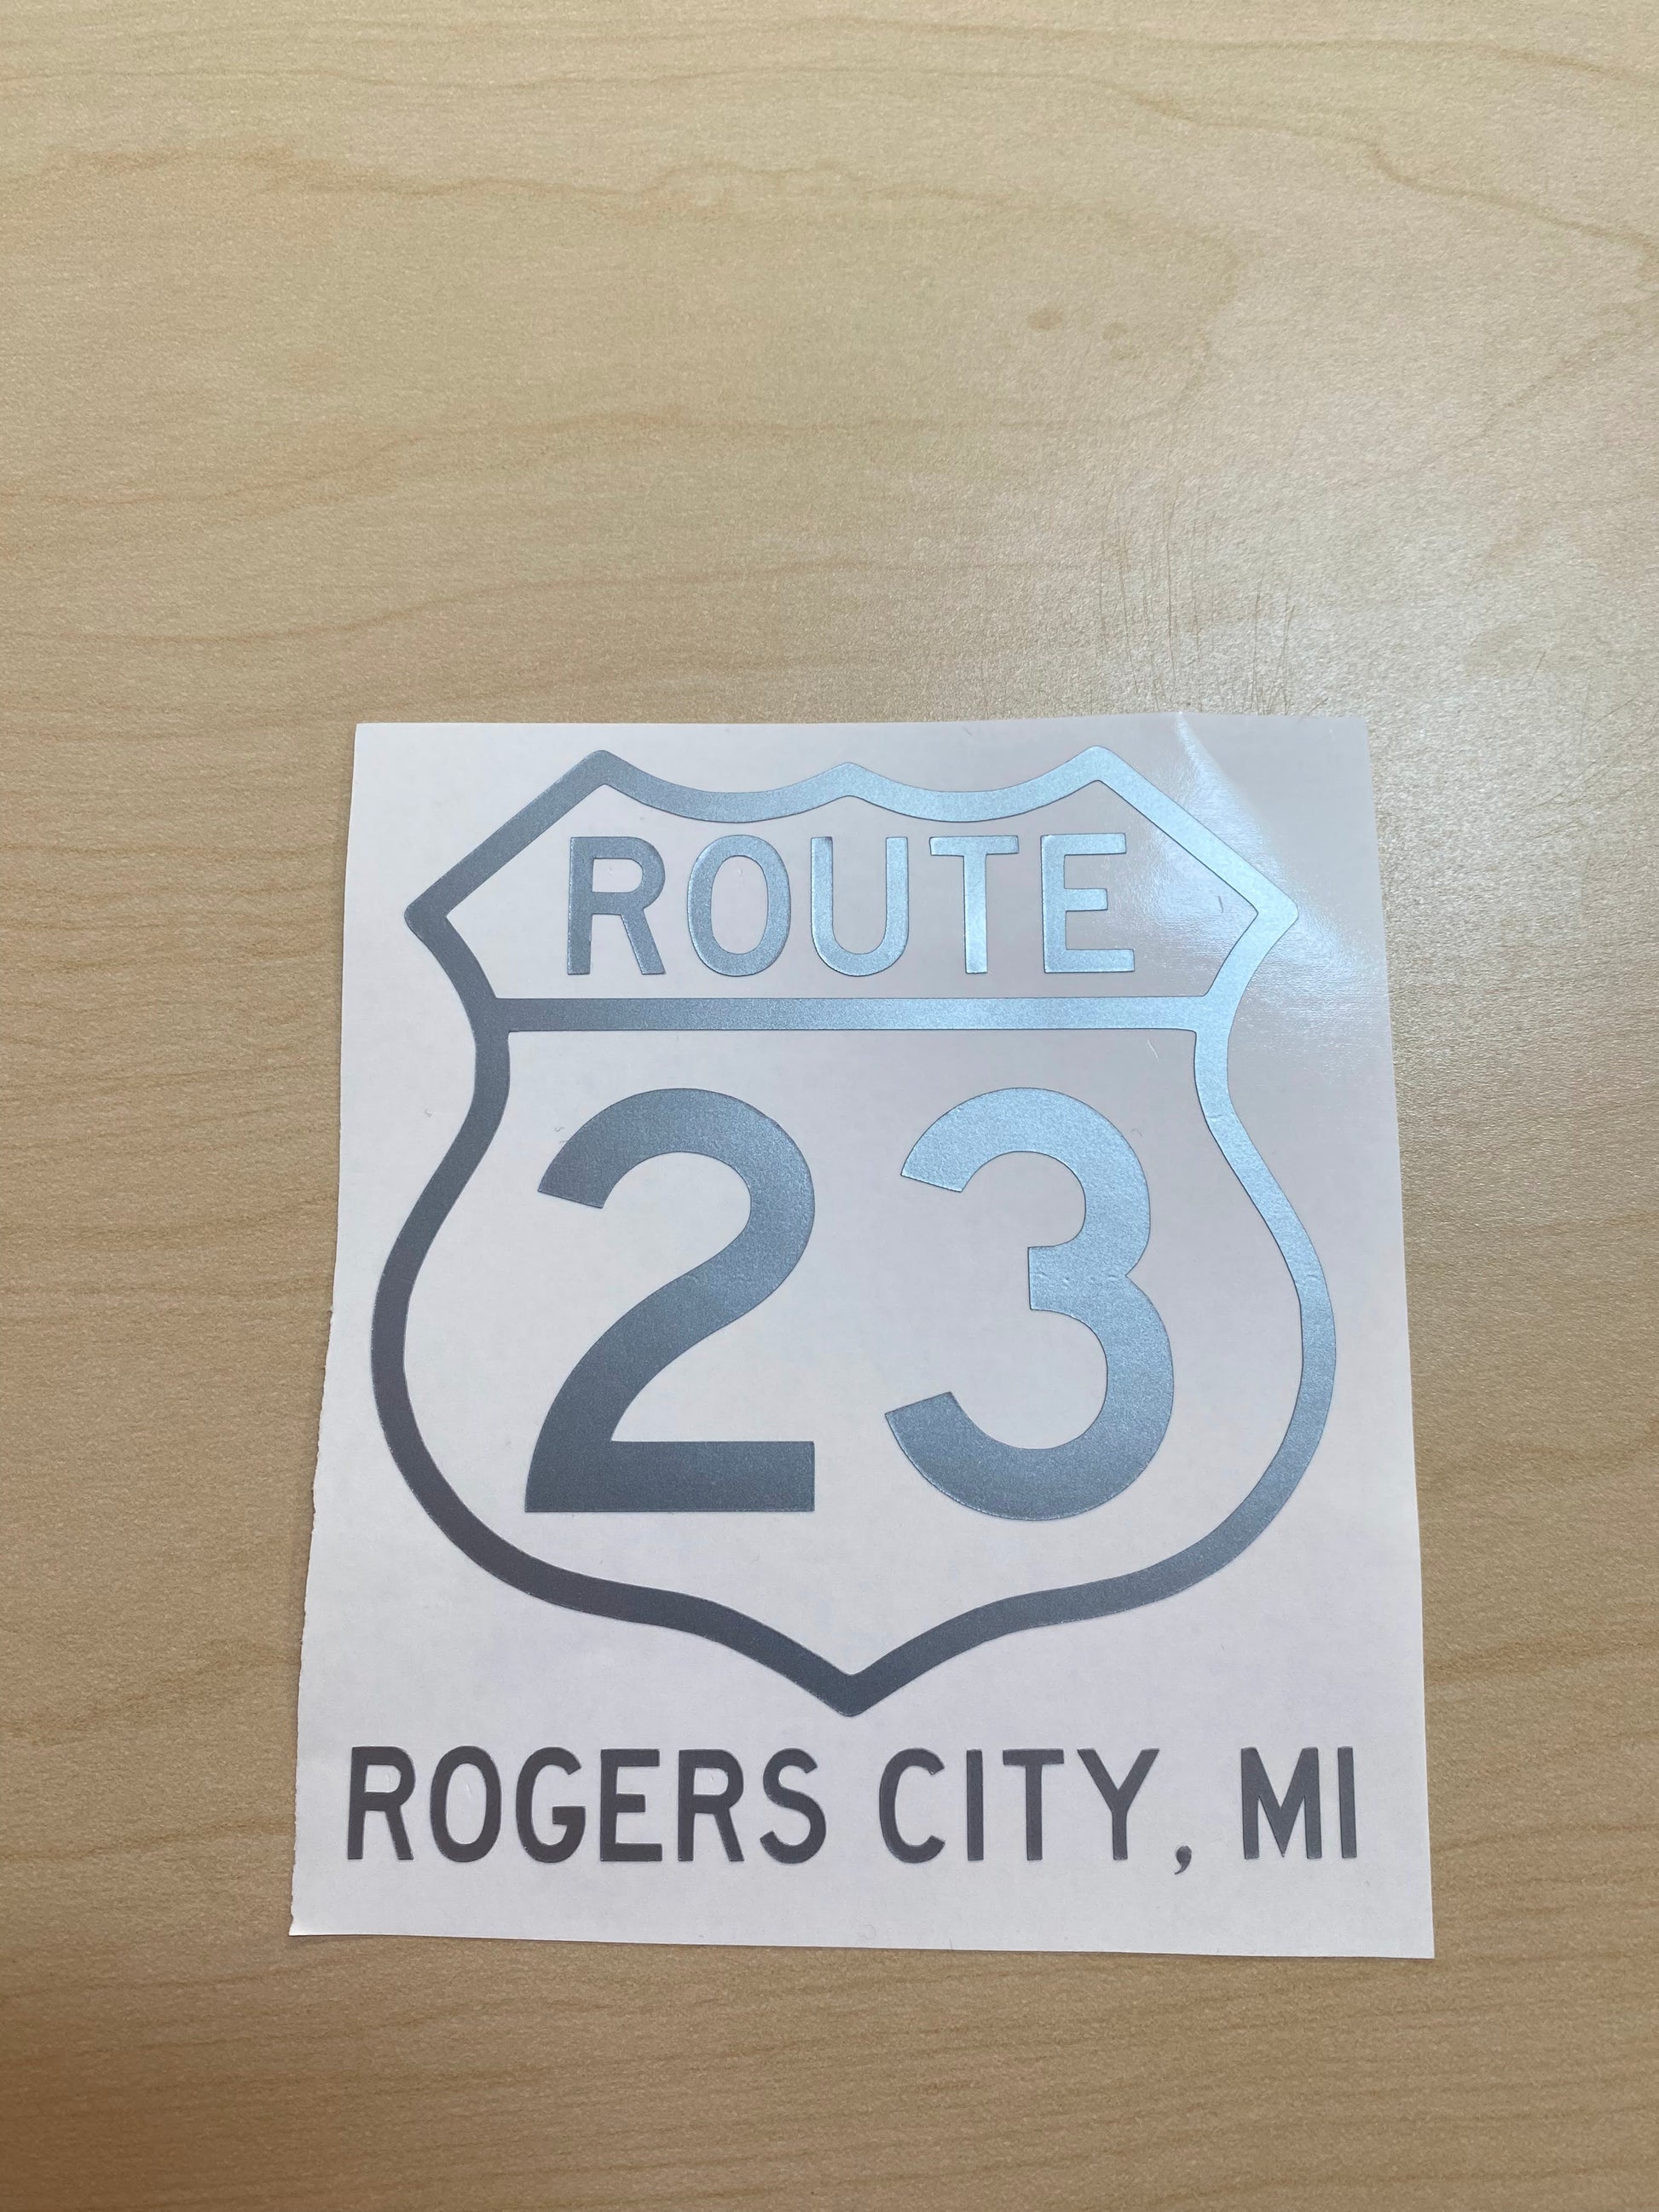 ROUTE
23
ROGERS CITY, MI